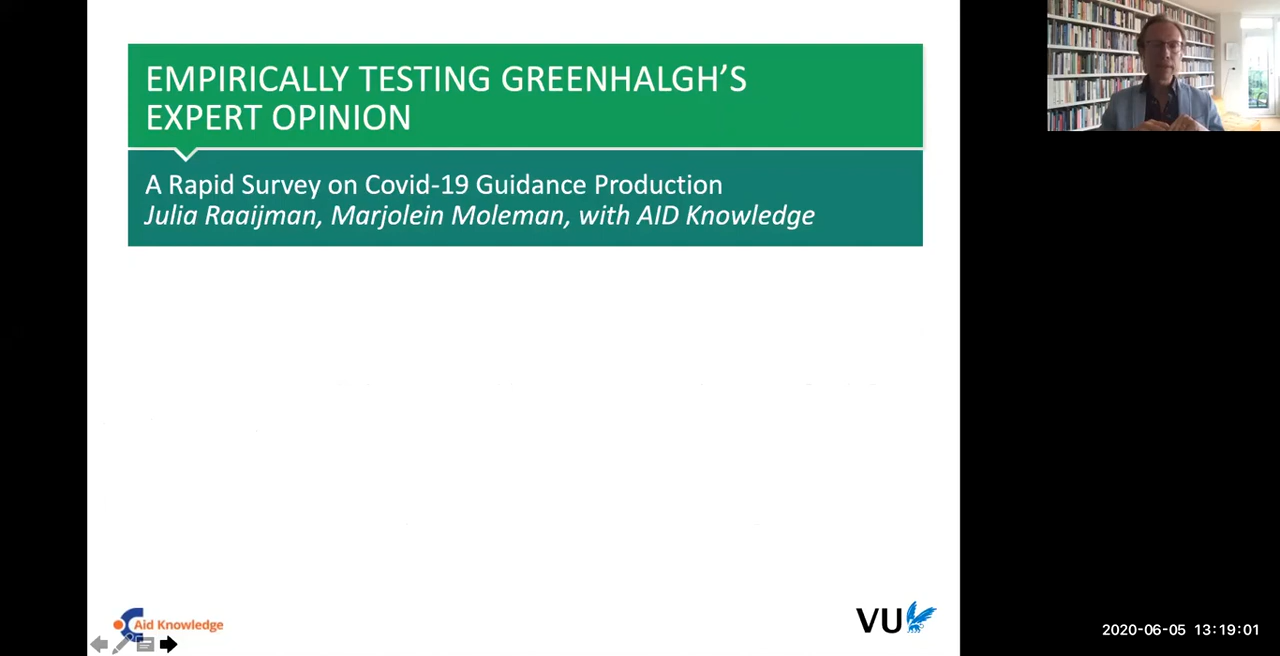 EMPIRICALLY TESTING GREENHALGH'S
EXPERT OPINION
A Rapid Survey on Covid-19 Guidance Production
Julia Raaijman, Marjolein Moleman, with AID Knowledge
Aid Knowledge
VU
2020-06-05 13:19:01